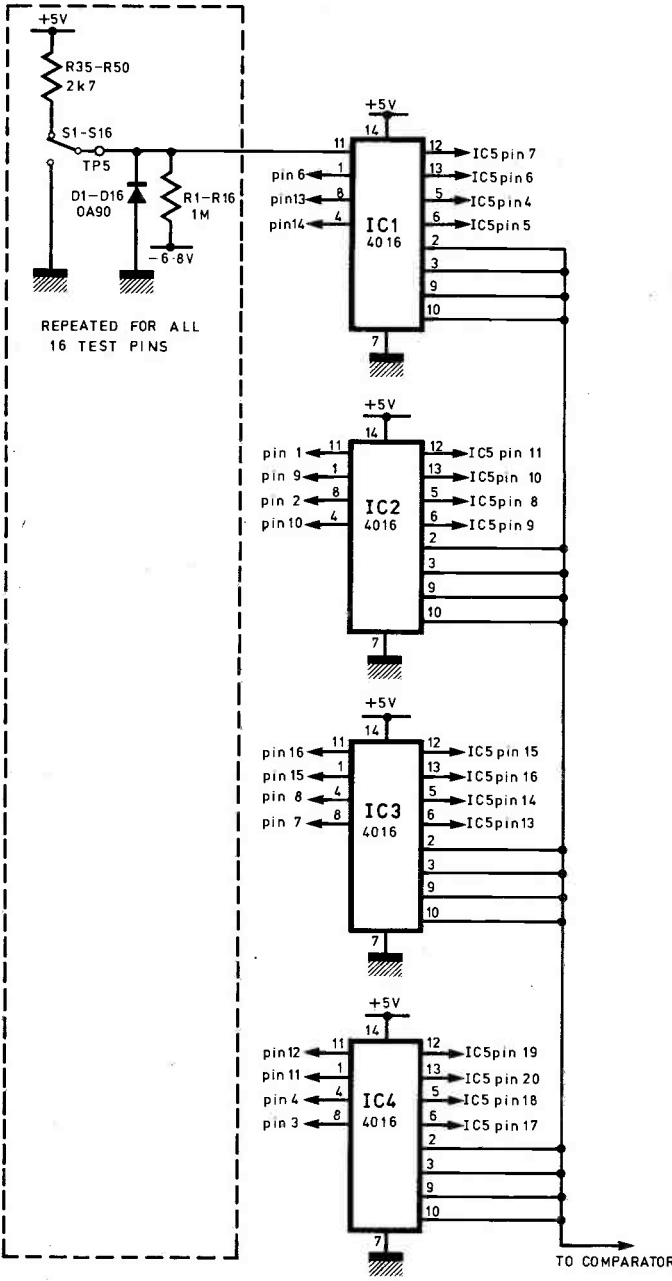 +5V
R35-R50
2k7
S1-S16
TP5
D1-D16
OA90
R1-R16
1M
-6·8V
REPEATED FOR ALL
16 TEST PINS
+5V
14
11
1
8
4
pin 6
pin13
pin14
IC1
4016
12
13
5
6
2
3
9
10
IC5 pin 7
IC5 pin 6
IC5 pin 4
IC5 pin 5
7
+5V
14
pin 1
pin 9
pin 2
pin10
11
1
8
4
IC2
4016
12
13
5
6
2
3
9
10
IC5 pin 11
IC5 pin 10
IC5 pin 8
IC5 pin 9
7
+5V
14
pin 16
pin 15
pin 8
pin 7
11
1
4
8
IC3
4016
12
13
5
6
2
3
9
10
IC5 pin 15
IC5 pin 16
IC5 pin 14
IC5 pin13
7
+5V
14
pin12
pin 11
pin 4
pin 3
11
1
4
8
IC4
4016
12
13
5
6
2
3
9
10
IC5 pin 19
IC5 pin 20
IC5 pin 18
IC5 pin 17
7
TO COMPARATOR